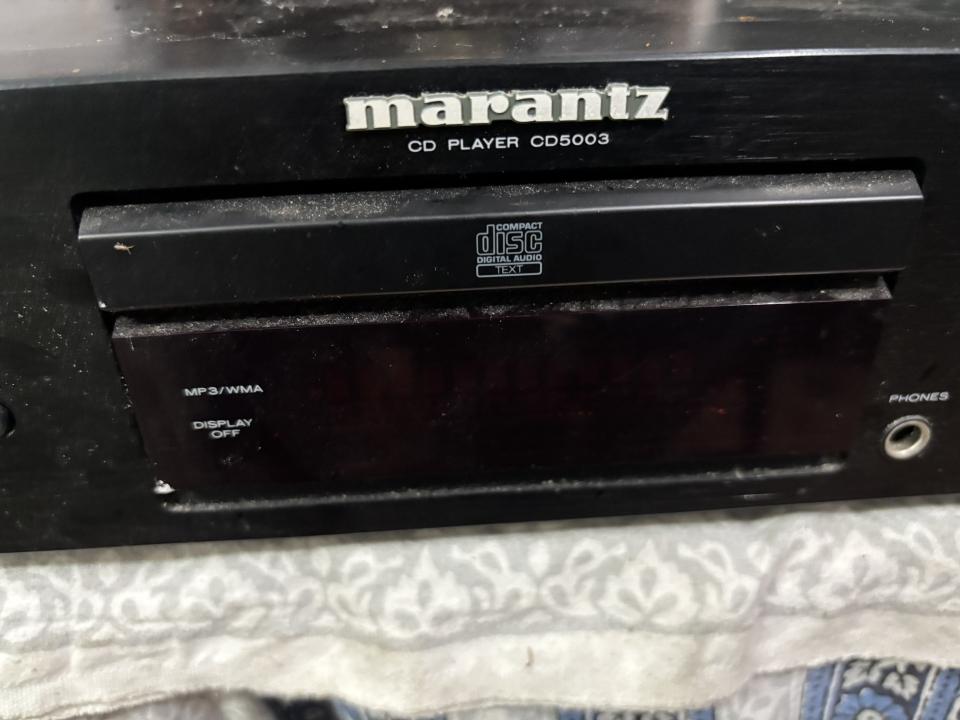 marantz
CD PLAYER CD5003
COMPACT
disc
DIGITAL AUDIO
TEXT
MP3/WMA
DISPLAY
OFF
PHONES